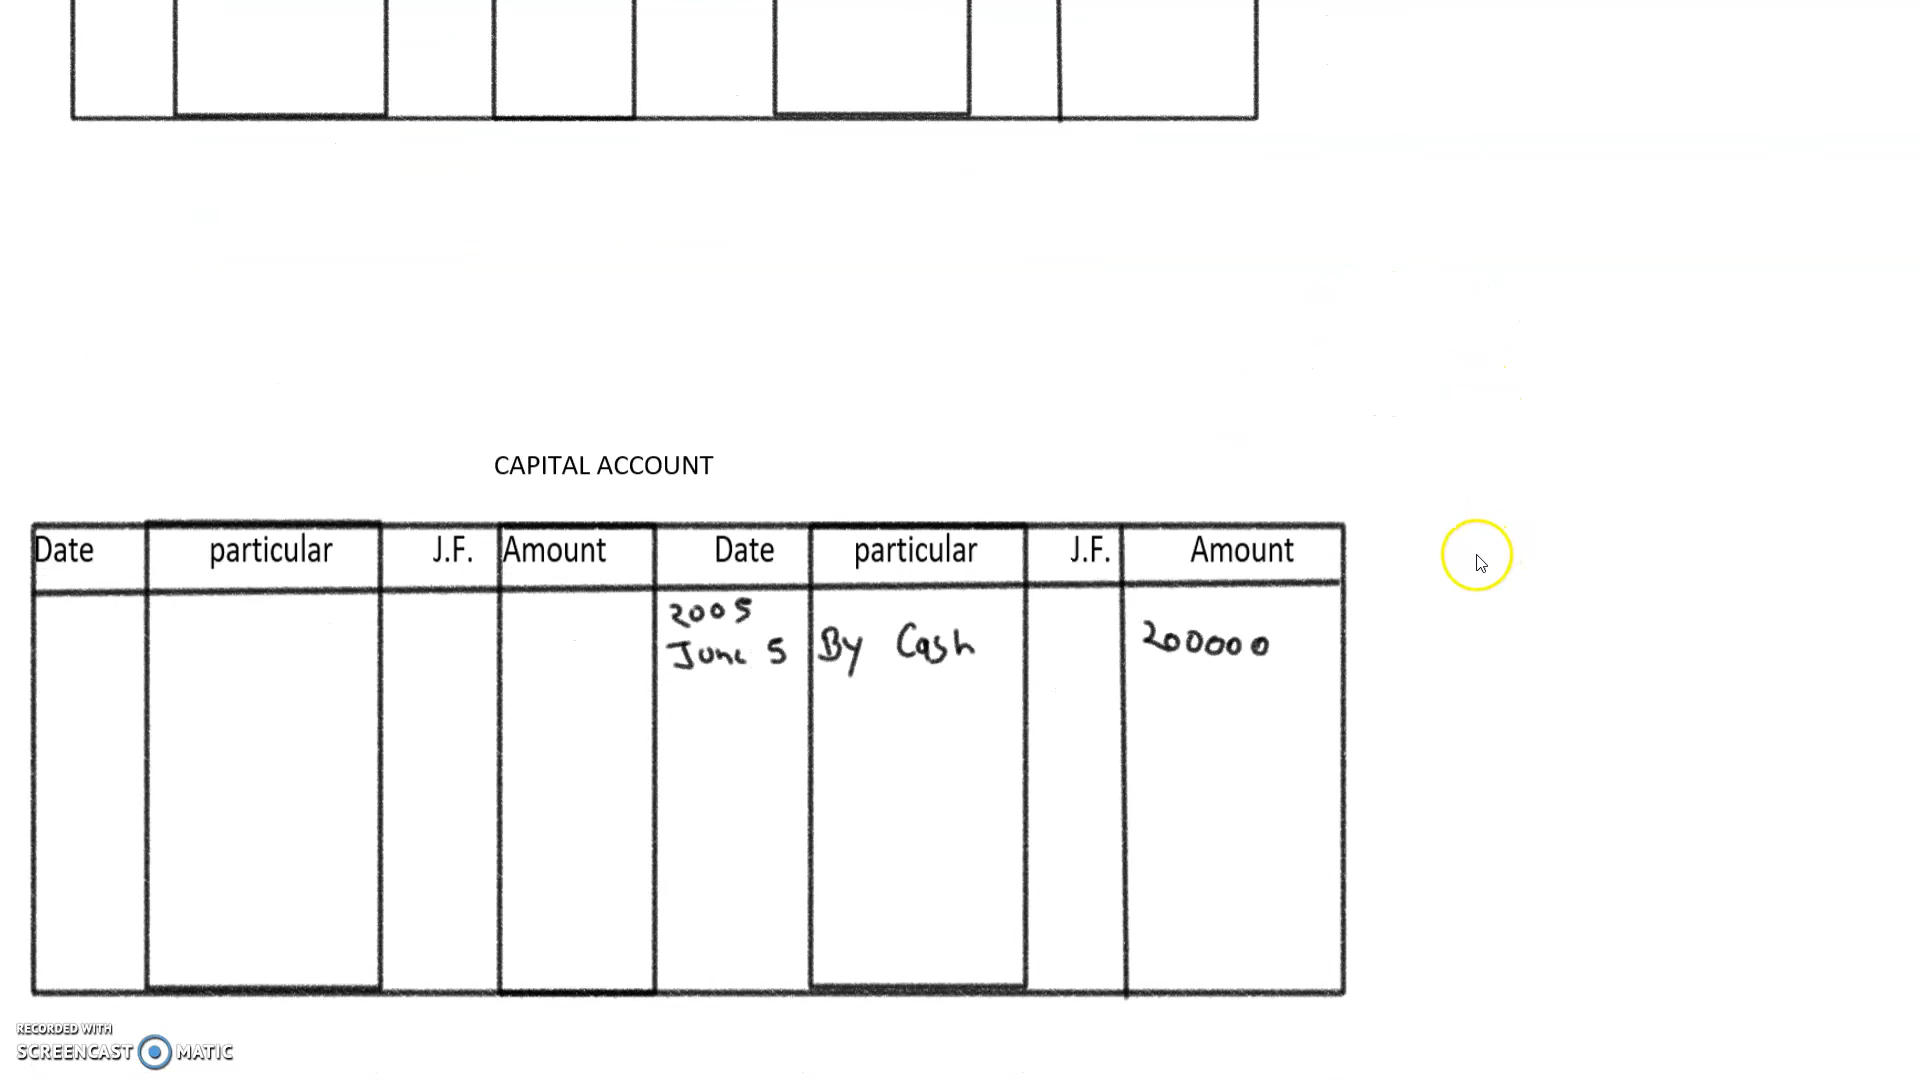 CAPITAL ACCOUNT
Date particular J.F. Amount Date particular J.F. Amount
2005
June 5 By Cash 200000
RECORDED WITH
SCREENCAST MATIC